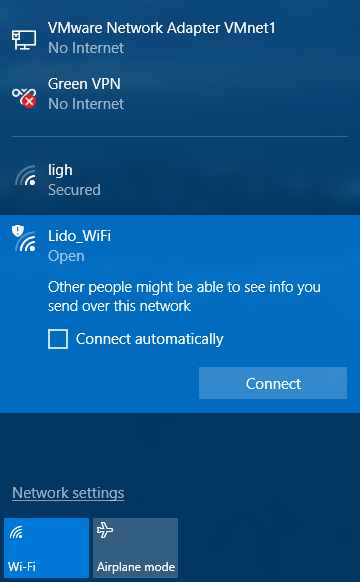 VMware Network Adapter VMnet1
No Internet
Green VPN
No Internet
ligh
Secured
Lido_WiFi
Open
Other people might be able to see info you
send over this network
Connect automatically
Connect
Network settings
Wi-Fi
Airplane mode